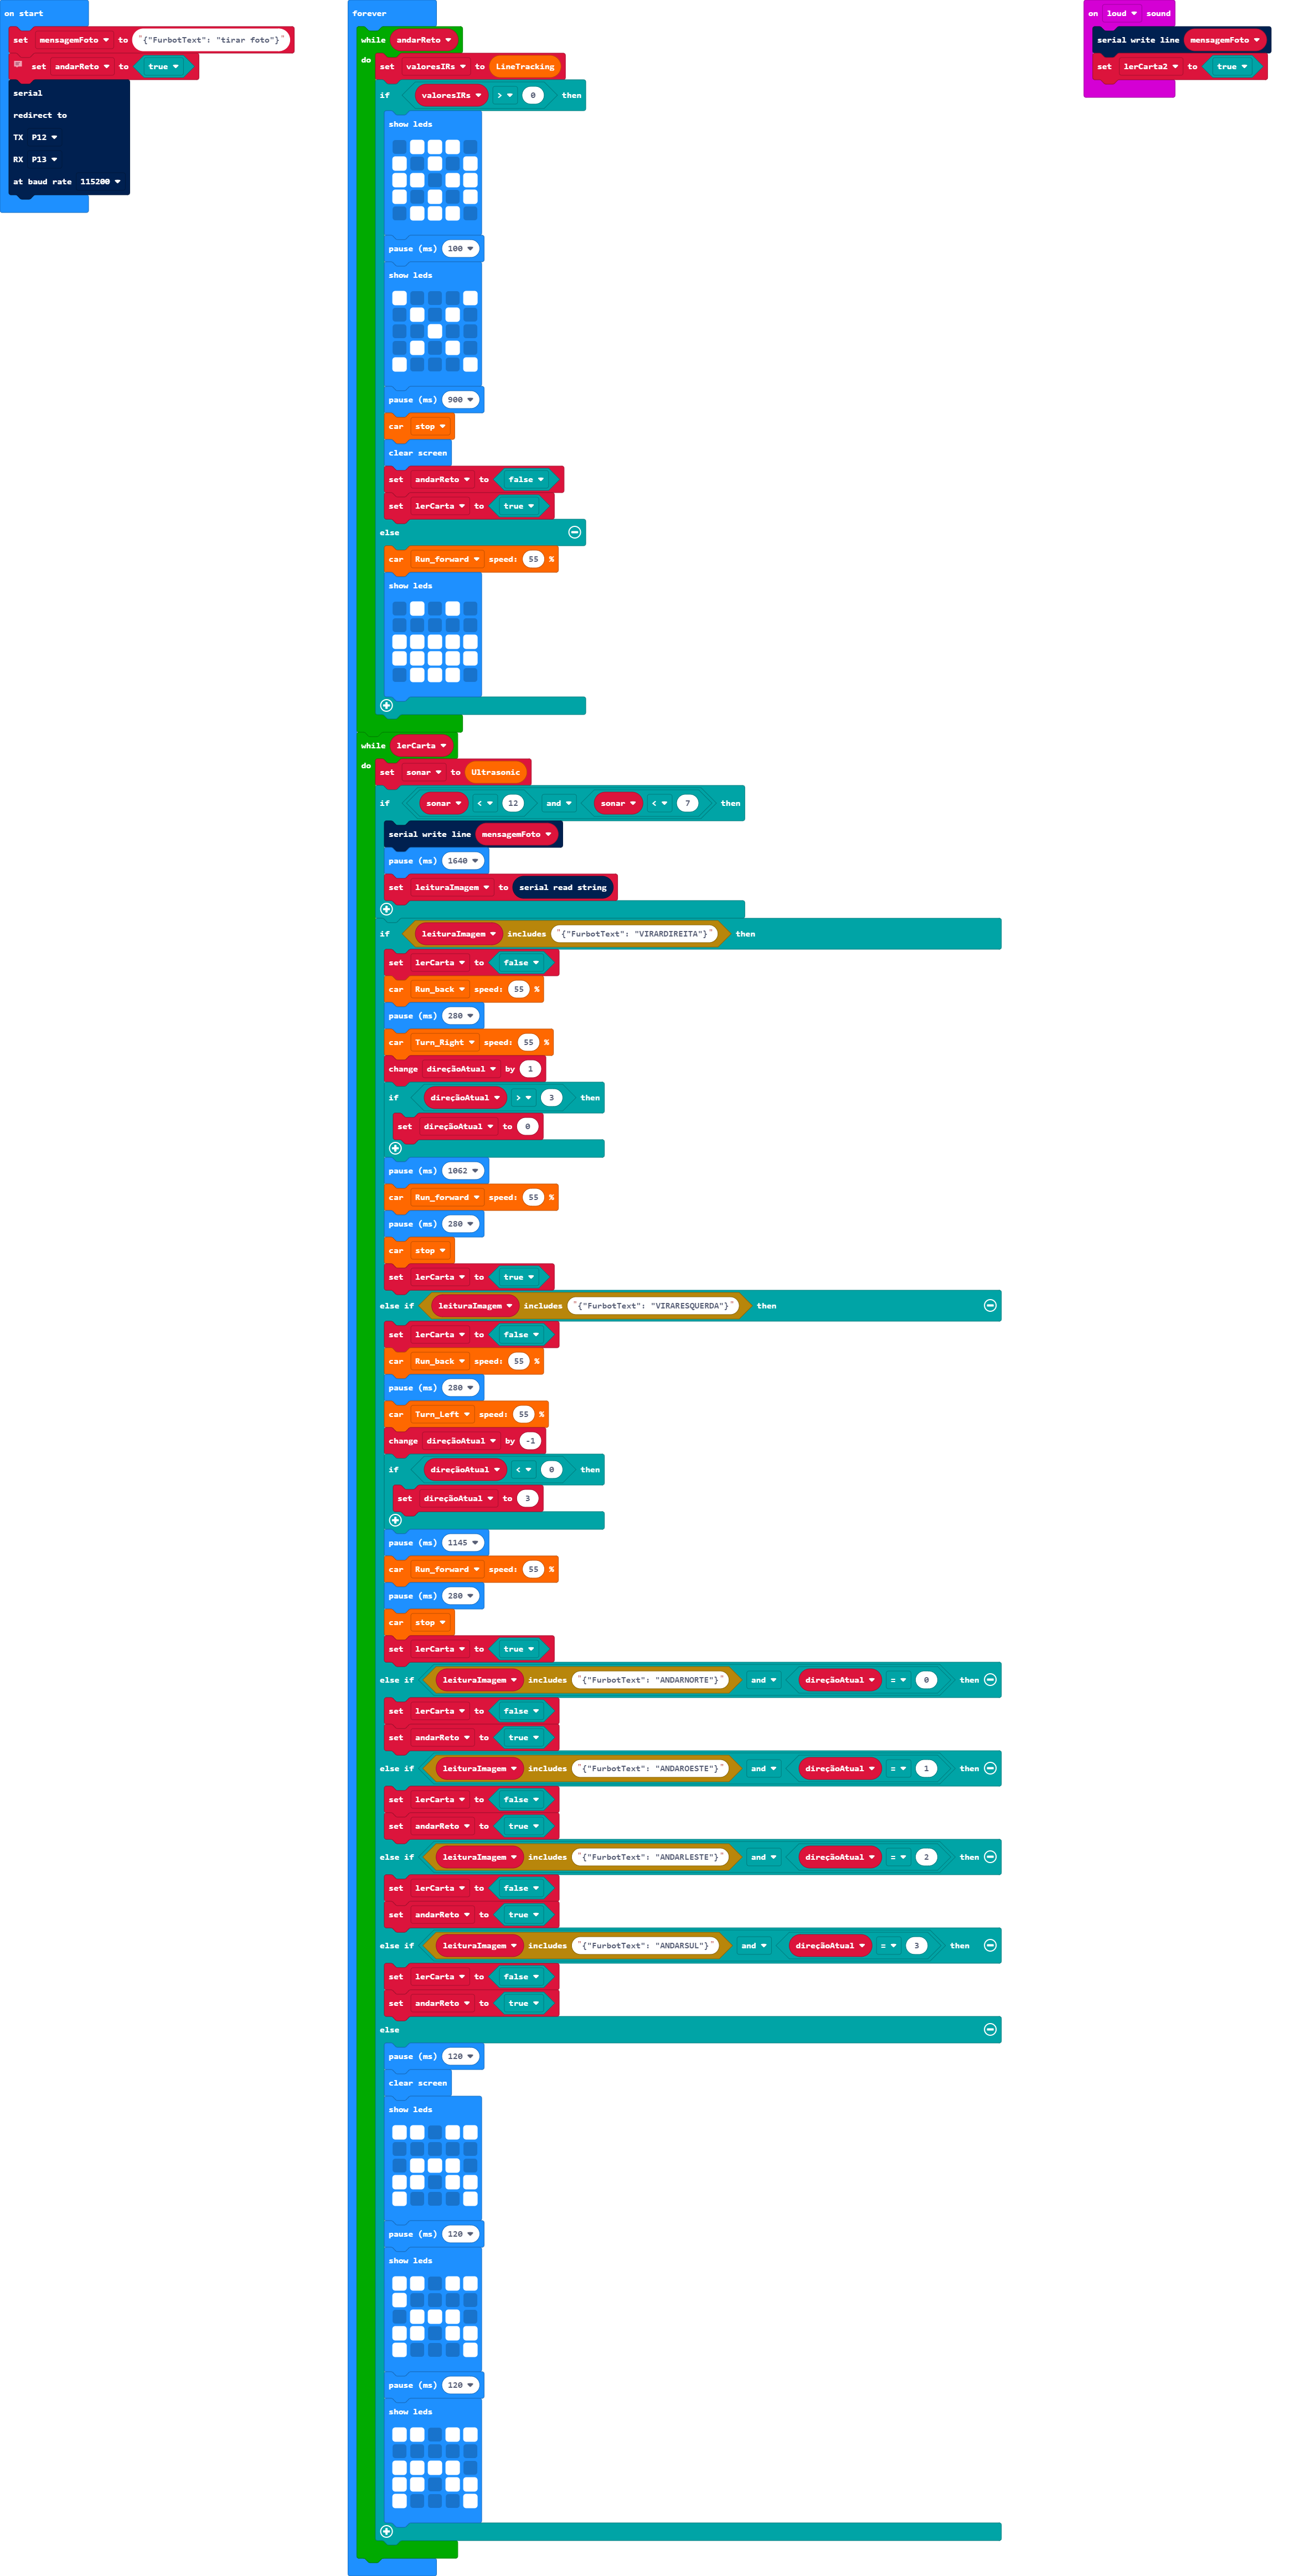 on start
set mensagemFoto to "{"FurbotText": "tirar foto"}"
set andarReto to true
serial
redirect to
TX P12
RX P13
at baud rate 115200
forever
while andarReto
do set valoresIRs to LineTracking
if valoresIRs > 0 then
show leds
pause (ms) 100
show leds
pause (ms) 900
car stop
clear screen
set andarReto to false
set lerCarta to true
else
car Run_forward speed: 55 %
show leds
while lerCarta
do set sonar to Ultrasonic
if sonar < 12 and sonar < 7 then
serial write line mensagemFoto
pause (ms) 1640
set leituraImagem to serial read string
if leituraImagem includes "{"FurbotText": "VIRARDIREITA"}" then
set lerCarta to false
car Run_back speed: 55 %
pause (ms) 280
car Turn_Right speed: 55 %
change direçãoAtual by 1
if direçãoAtual > 3 then
set direçãoAtual to 0
pause (ms) 1062
car Run_forward speed: 55 %
pause (ms) 280
car stop
set lerCarta to true
else if leituraImagem includes "{"FurbotText": "VIRARESQUERDA"}" then
set lerCarta to false
car Run_back speed: 55 %
pause (ms) 280
car Turn_Left speed: 55 %
change direçãoAtual by -1
if direçãoAtual < 0 then
set direçãoAtual to 3
pause (ms) 1145
car Run_forward speed: 55 %
pause (ms) 280
car stop
set lerCarta to true
else if leituraImagem includes "{"FurbotText": "ANDARNORTE"}" and direçãoAtual = 0 then
set lerCarta to false
set andarReto to true
else if leituraImagem includes "{"FurbotText": "ANDAROESTE"}" and direçãoAtual = 1 then
set lerCarta to false
set andarReto to true
else if leituraImagem includes "{"FurbotText": "ANDARLESTE"}" and direçãoAtual = 2 then
set lerCarta to false
set andarReto to true
else if leituraImagem includes "{"FurbotText": "ANDARSUL"}" and direçãoAtual = 3 then
set lerCarta to false
set andarReto to true
else
pause (ms) 120
clear screen
show leds
pause (ms) 120
show leds
pause (ms) 120
show leds
on loud sound
serial write line mensagemFoto
set lerCarta2 to true